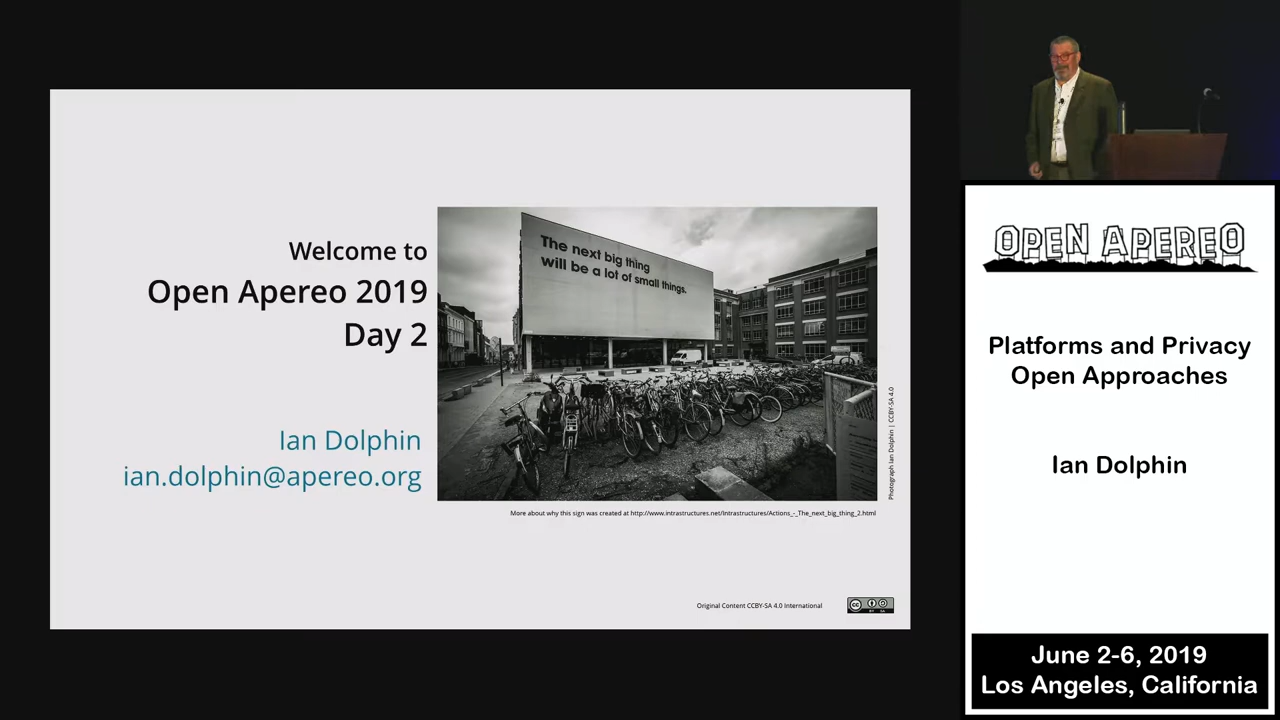 Welcome to
Open Apereo 2019
Day 2
Ian Dolphin
ian.dolphin@apereo.org
The next big thing
will be a lot of small things.
Photograph Ian Dolphin | CCBY-SA 4.0
More about why this sign was created at http://www.intrastructures.net/Intrastructures/Actions_-_The_next_big_thing_2.html
Original Content CCBY-SA 4.0 International
cc
BY SA
OPEN APEREO
Platforms and Privacy
Open Approaches
Ian Dolphin
June 2-6, 2019
Los Angeles, California